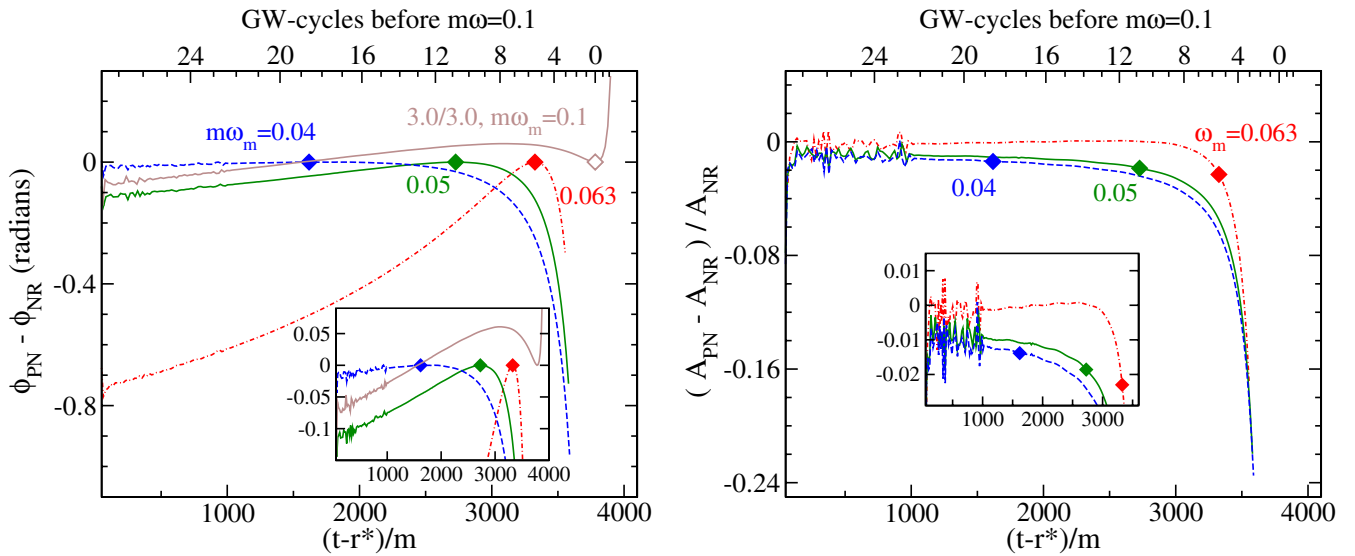 GW-cycles before mω=0.1
24 20 16 12 8 4 0
3.0/3.0, mω_m=0.1
mω_m=0.04
0.05
0.063
0
-0.4
-0.8
ϕ_PN - ϕ_NR (radians)
0.05
0
-0.05
-0.1
1000 2000 3000 4000
1000 2000 3000 4000
(t-r*)/m
GW-cycles before mω=0.1
24 20 16 12 8 4 2 0
ω_m=0.063
0.04
0.05
0
-0.08
-0.16
-0.24
( A_PN - A_NR ) / A_NR
0.01
0
-0.01
-0.02
1000 2000 3000
1000 2000 3000 4000
(t-r*)/m